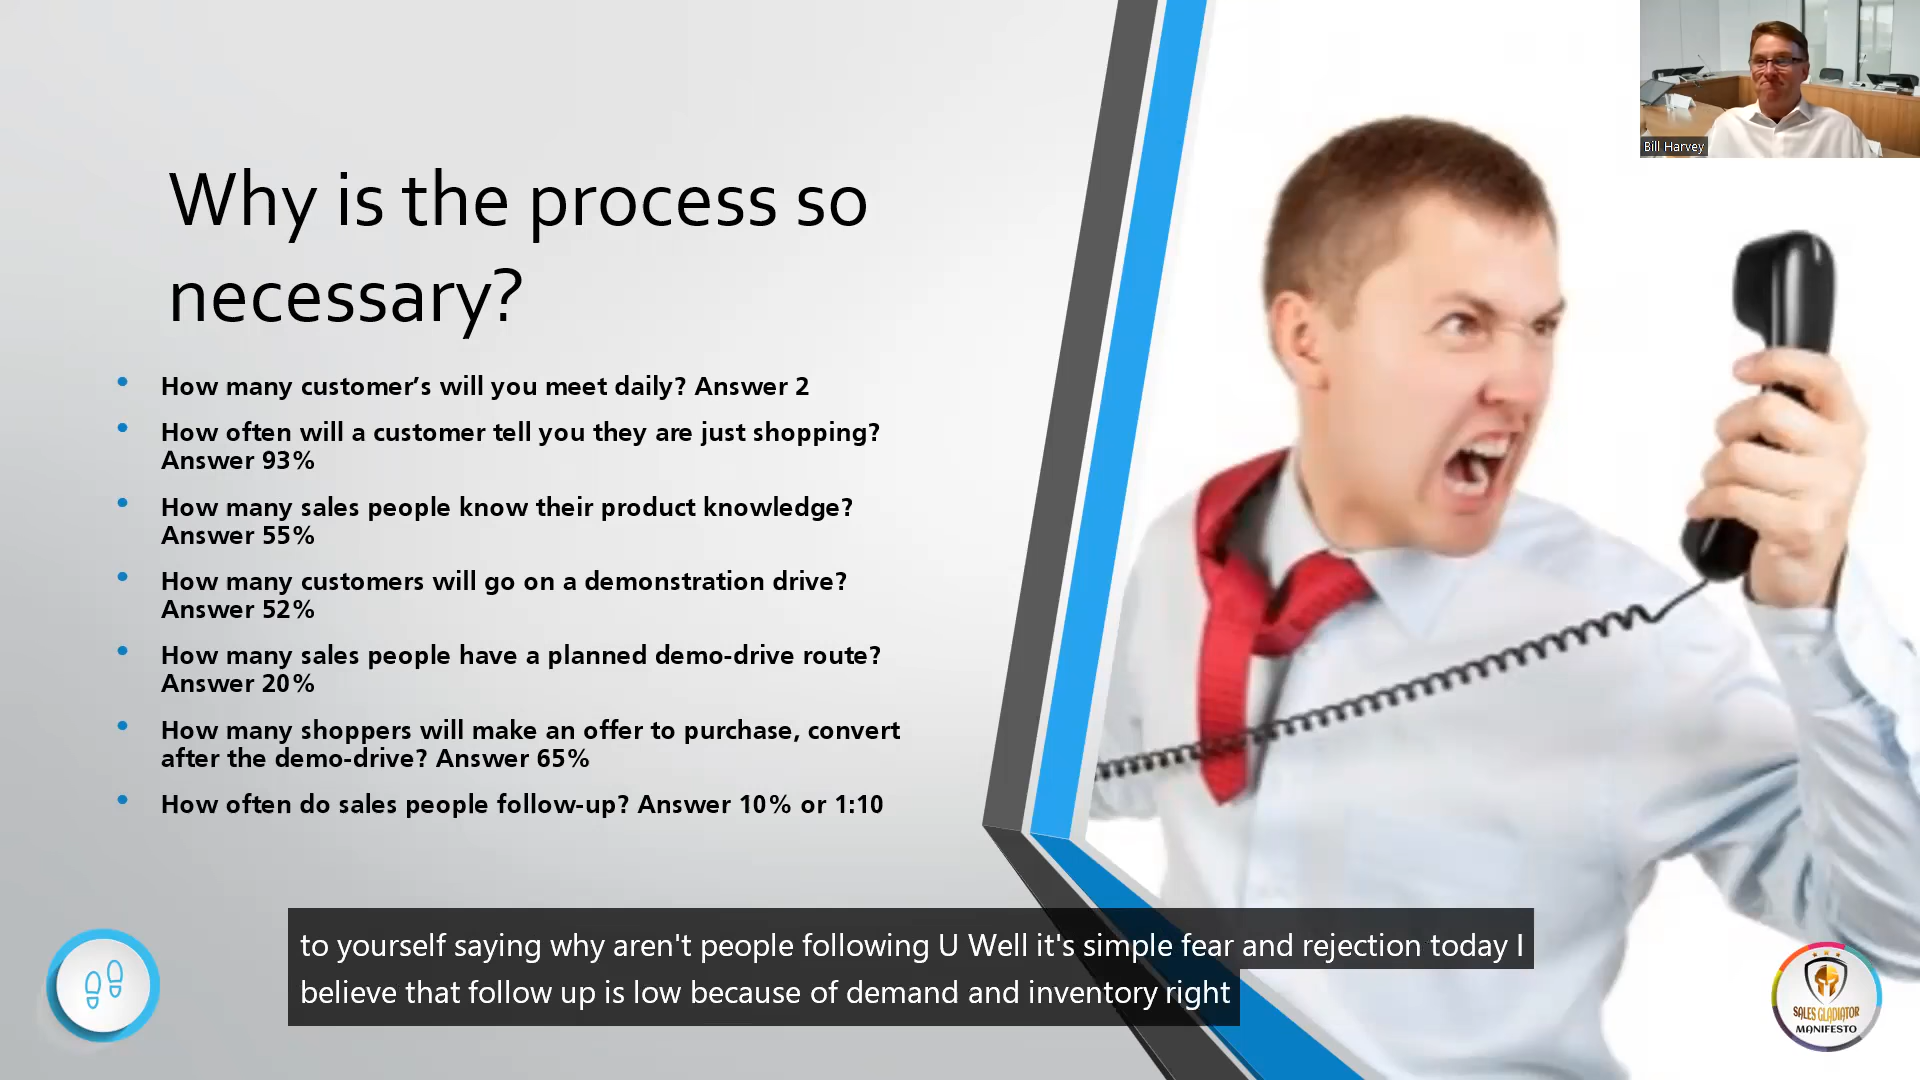 Bill Harvey
Why is the process so
necessary?
How many customer’s will you meet daily? Answer 2
How often will a customer tell you they are just shopping?
Answer 93%
How many sales people know their product knowledge?
Answer 55%
How many customers will go on a demonstration drive?
Answer 52%
How many sales people have a planned demo-drive route?
Answer 20%
How many shoppers will make an offer to purchase, convert
after the demo-drive? Answer 65%
How often do sales people follow-up? Answer 10% or 1:10
to yourself saying why aren't people following U Well it's simple fear and rejection today I
believe that follow up is low because of demand and inventory right
SALES GLADIATOR
MANIFESTO